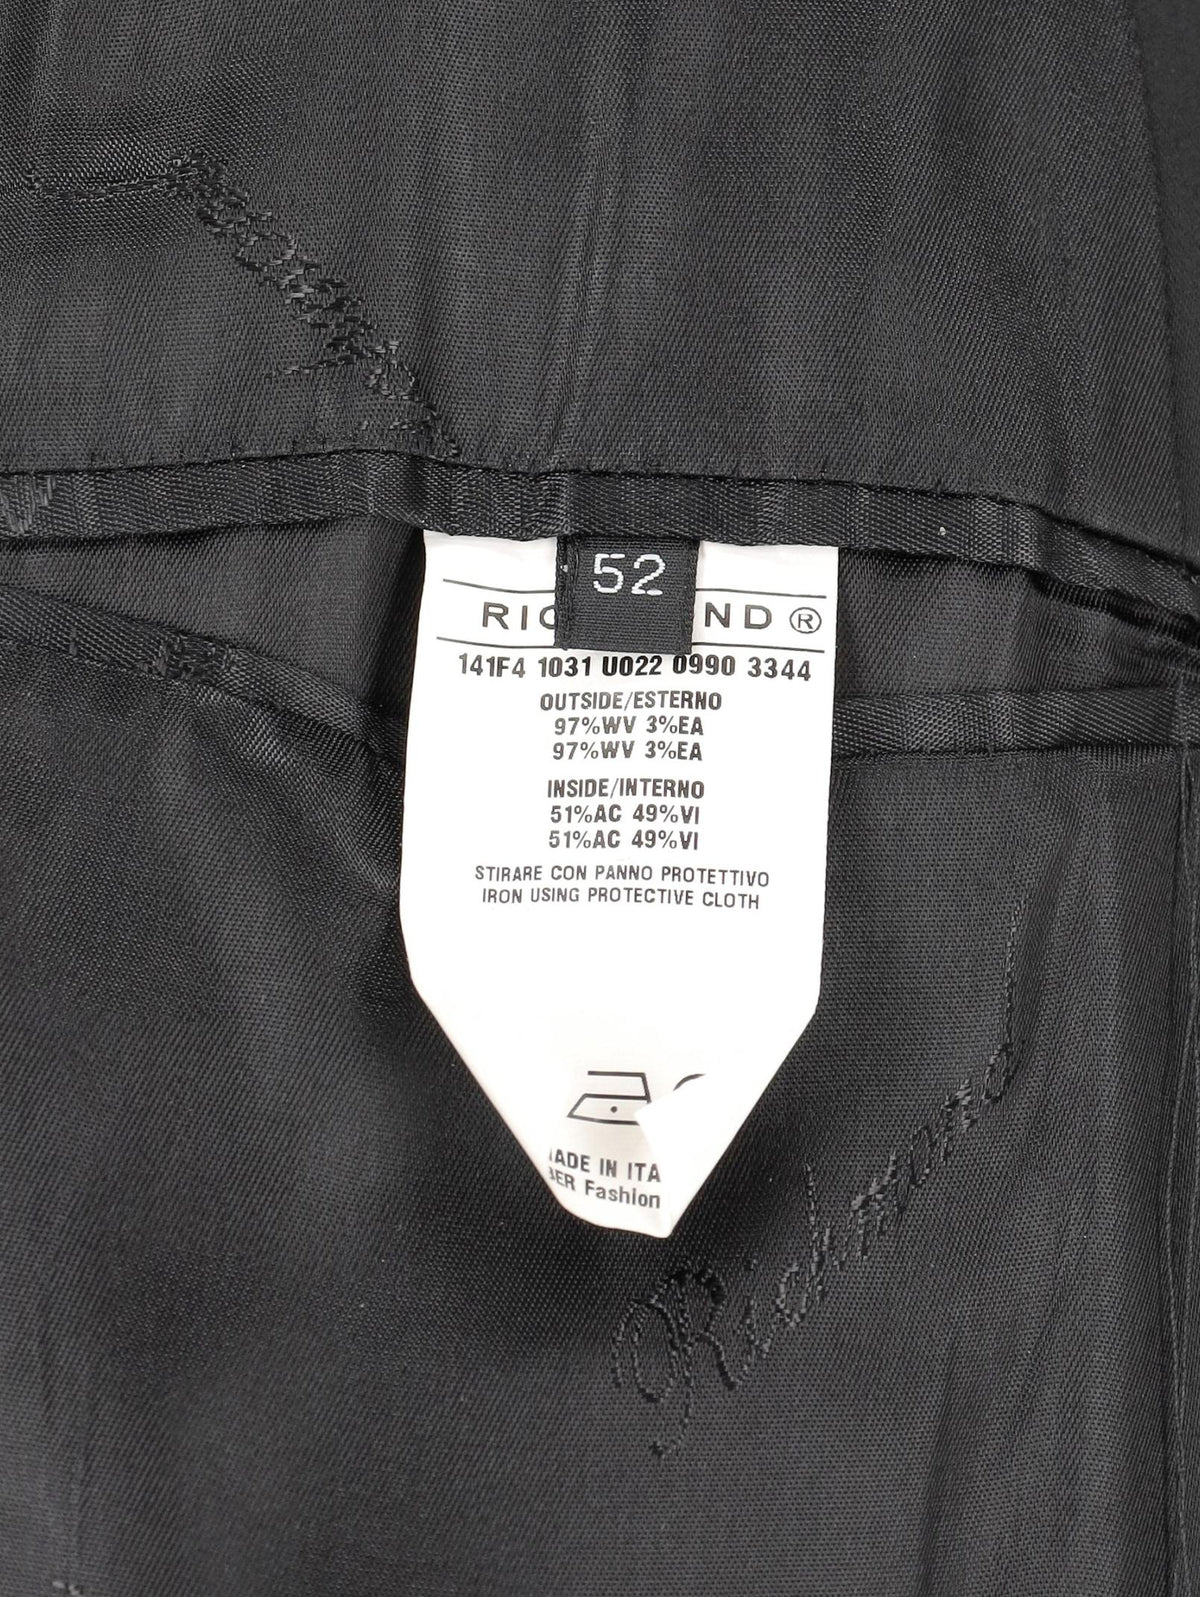 52
RIC ND ®
141F4 1031 U022 0990 3344
OUTSIDE/ESTERNO
97%WV 3%EA
97%WV 3%EA
INSIDE/INTERNO
51%AC 49%VI
51%AC 49%VI
STIRARE CON PANNO PROTETTIVO
IRON USING PROTECTIVE CLOTH
ADE IN ITA
BER Fashion
Richmond